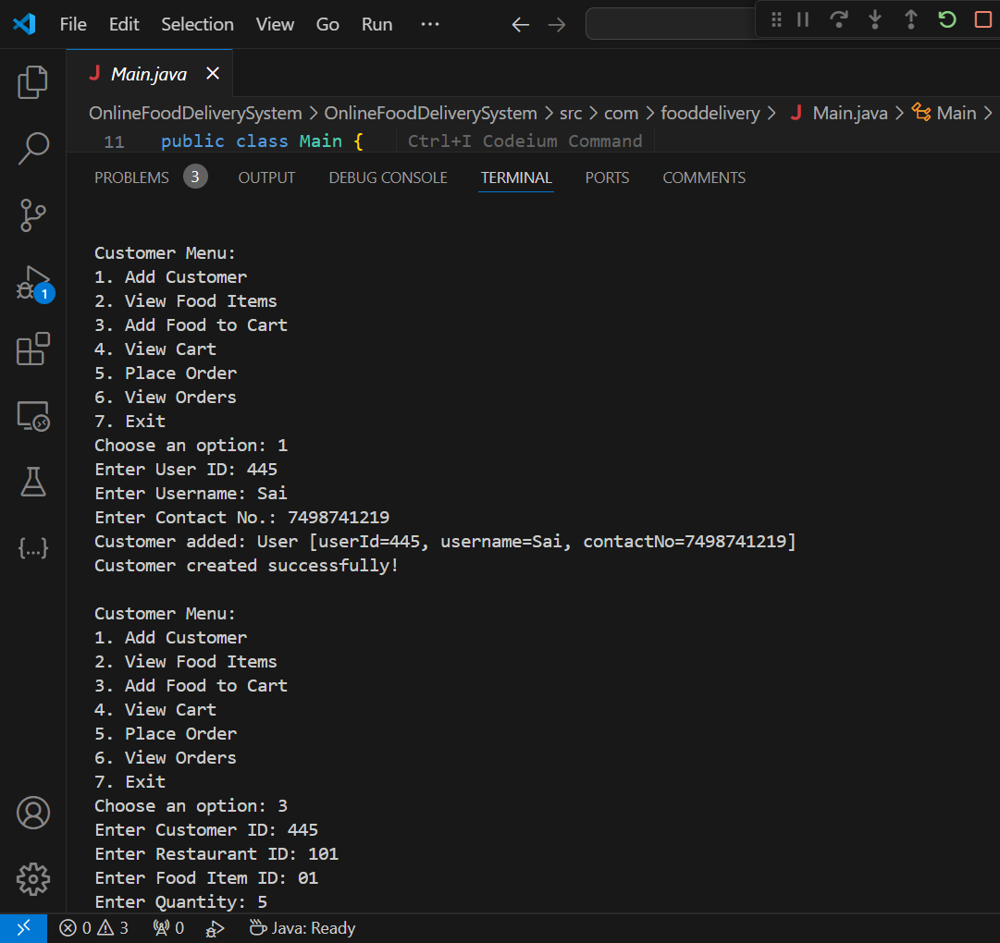 File Edit Selection View Go Run ...
Main.java
OnlineFoodDeliverySystem > OnlineFoodDeliverySystem > src > com > fooddelivery > Main.java > Main >
11 public class Main { Ctrl+I Codeium Command
PROBLEMS 3 OUTPUT DEBUG CONSOLE TERMINAL PORTS COMMENTS
Customer Menu:
1. Add Customer
2. View Food Items
3. Add Food to Cart
4. View Cart
5. Place Order
6. View Orders
7. Exit
Choose an option: 1
Enter User ID: 445
Enter Username: Sai
Enter Contact No.: 7498741219
Customer added: User [userId=445, username=Sai, contactNo=7498741219]
Customer created successfully!
Customer Menu:
1. Add Customer
2. View Food Items
3. Add Food to Cart
4. View Cart
5. Place Order
6. View Orders
7. Exit
Choose an option: 3
Enter Customer ID: 445
Enter Restaurant ID: 101
Enter Food Item ID: 01
Enter Quantity: 5
1
0 3 0 Java: Ready